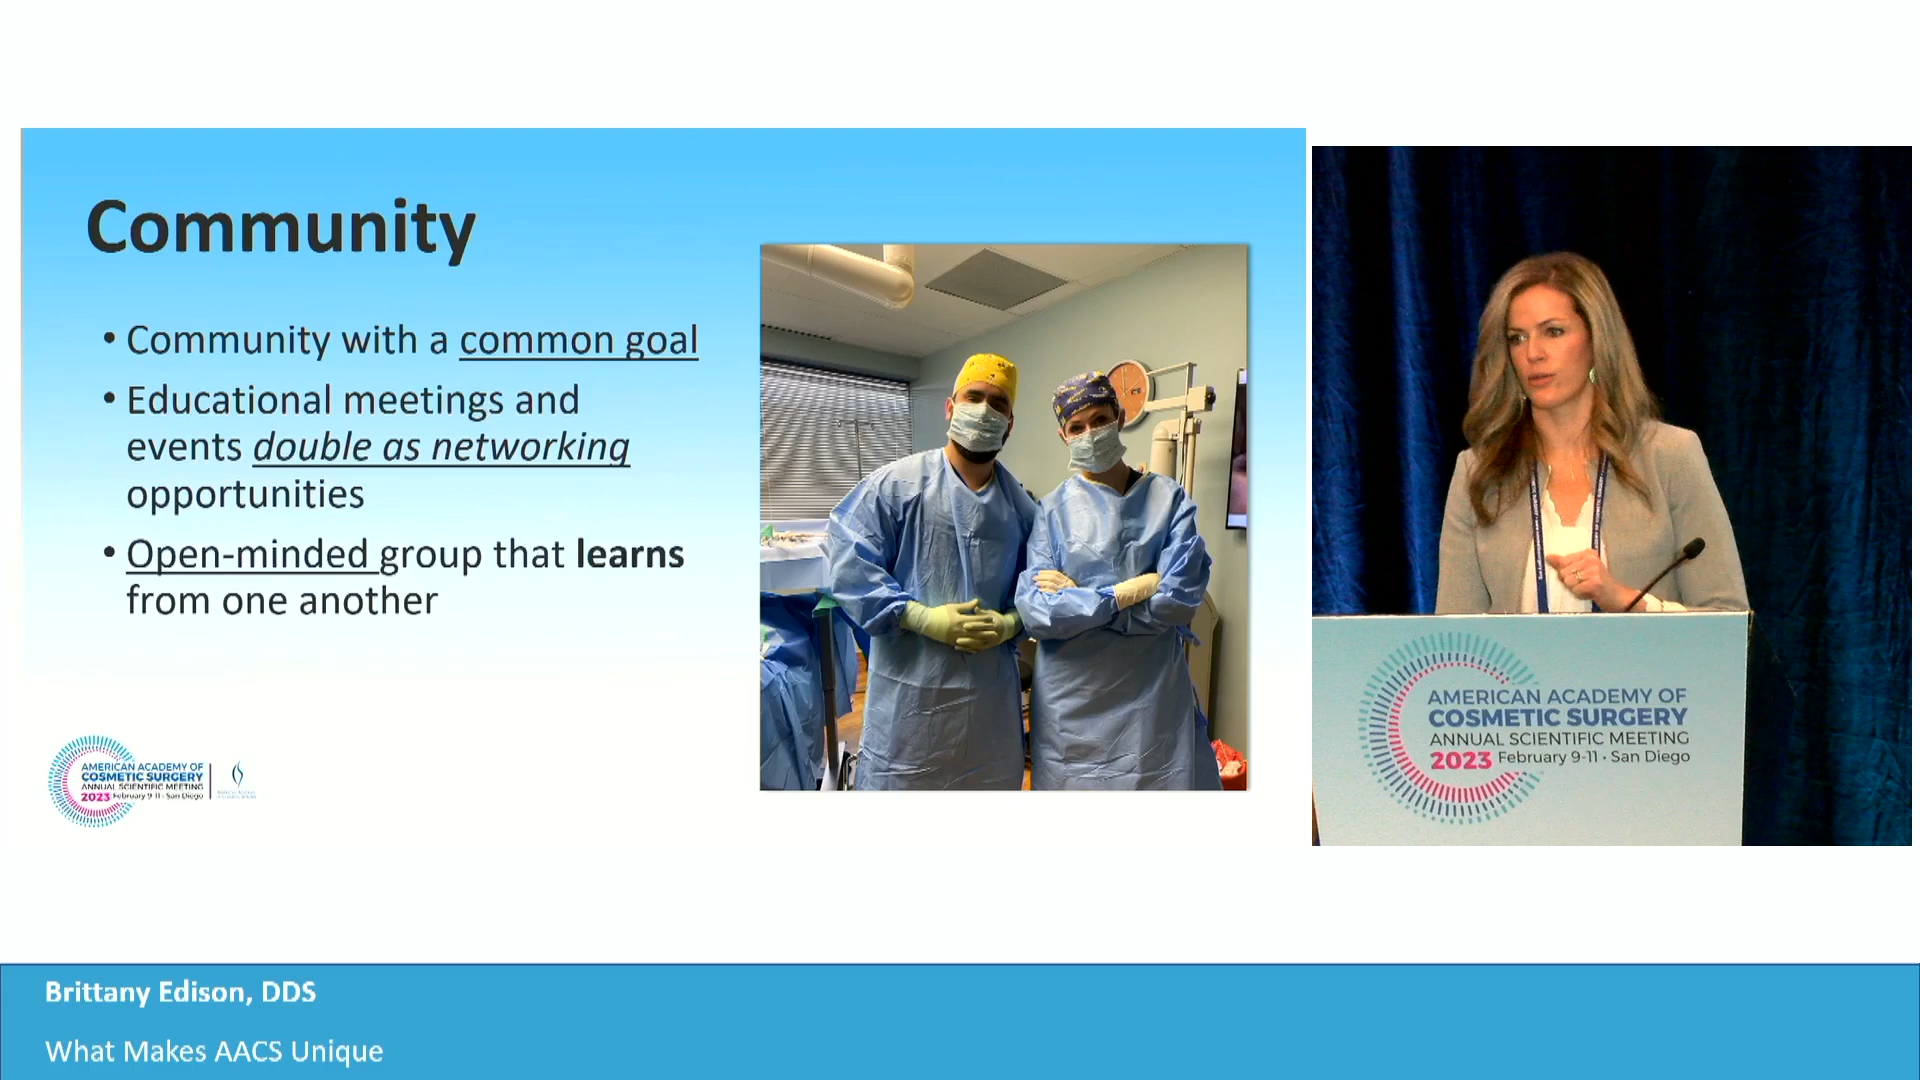 Community
• Community with a common goal
• Educational meetings and
events double as networking
opportunities
• Open-minded group that learns
from one another
AMERICAN ACADEMY OF
COSMETIC SURGERY
ANNUAL SCIENTIFIC MEETING
2023 February 9-11 • San Diego
AMERICAN ACADEMY OF
COSMETIC SURGERY
ANNUAL SCIENTIFIC MEETING
2023 February 9-11 • San Diego
Brittany Edison, DDS
What Makes AACS Unique